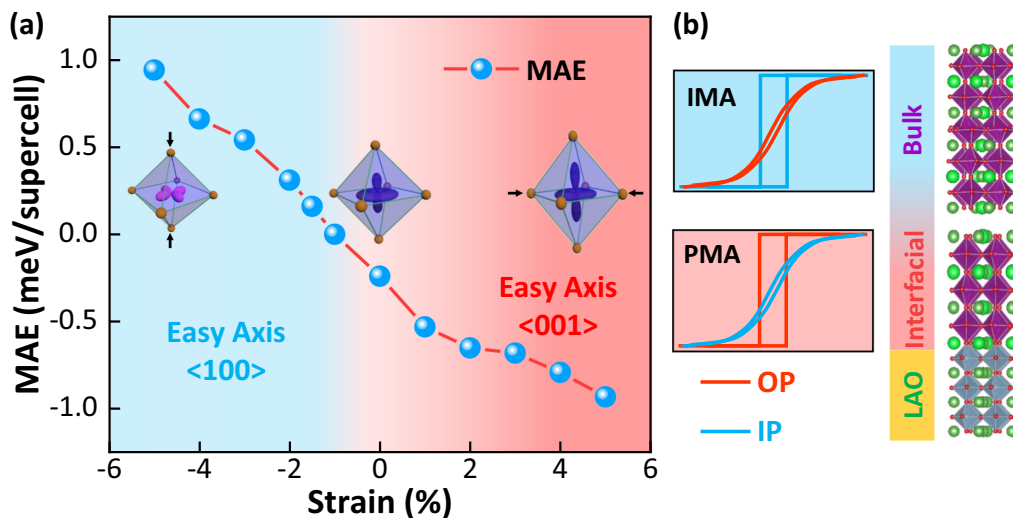 (a)
MAE (meV/supercell)
1.0
0.5
0.0
-0.5
-1.0
MAE
Easy Axis
<100>
Easy Axis
<001>
-6
-4
-2
0
2
4
6
Strain (%)
(b)
IMA
PMA
OP
IP
Bulk
Interfacial
LAO